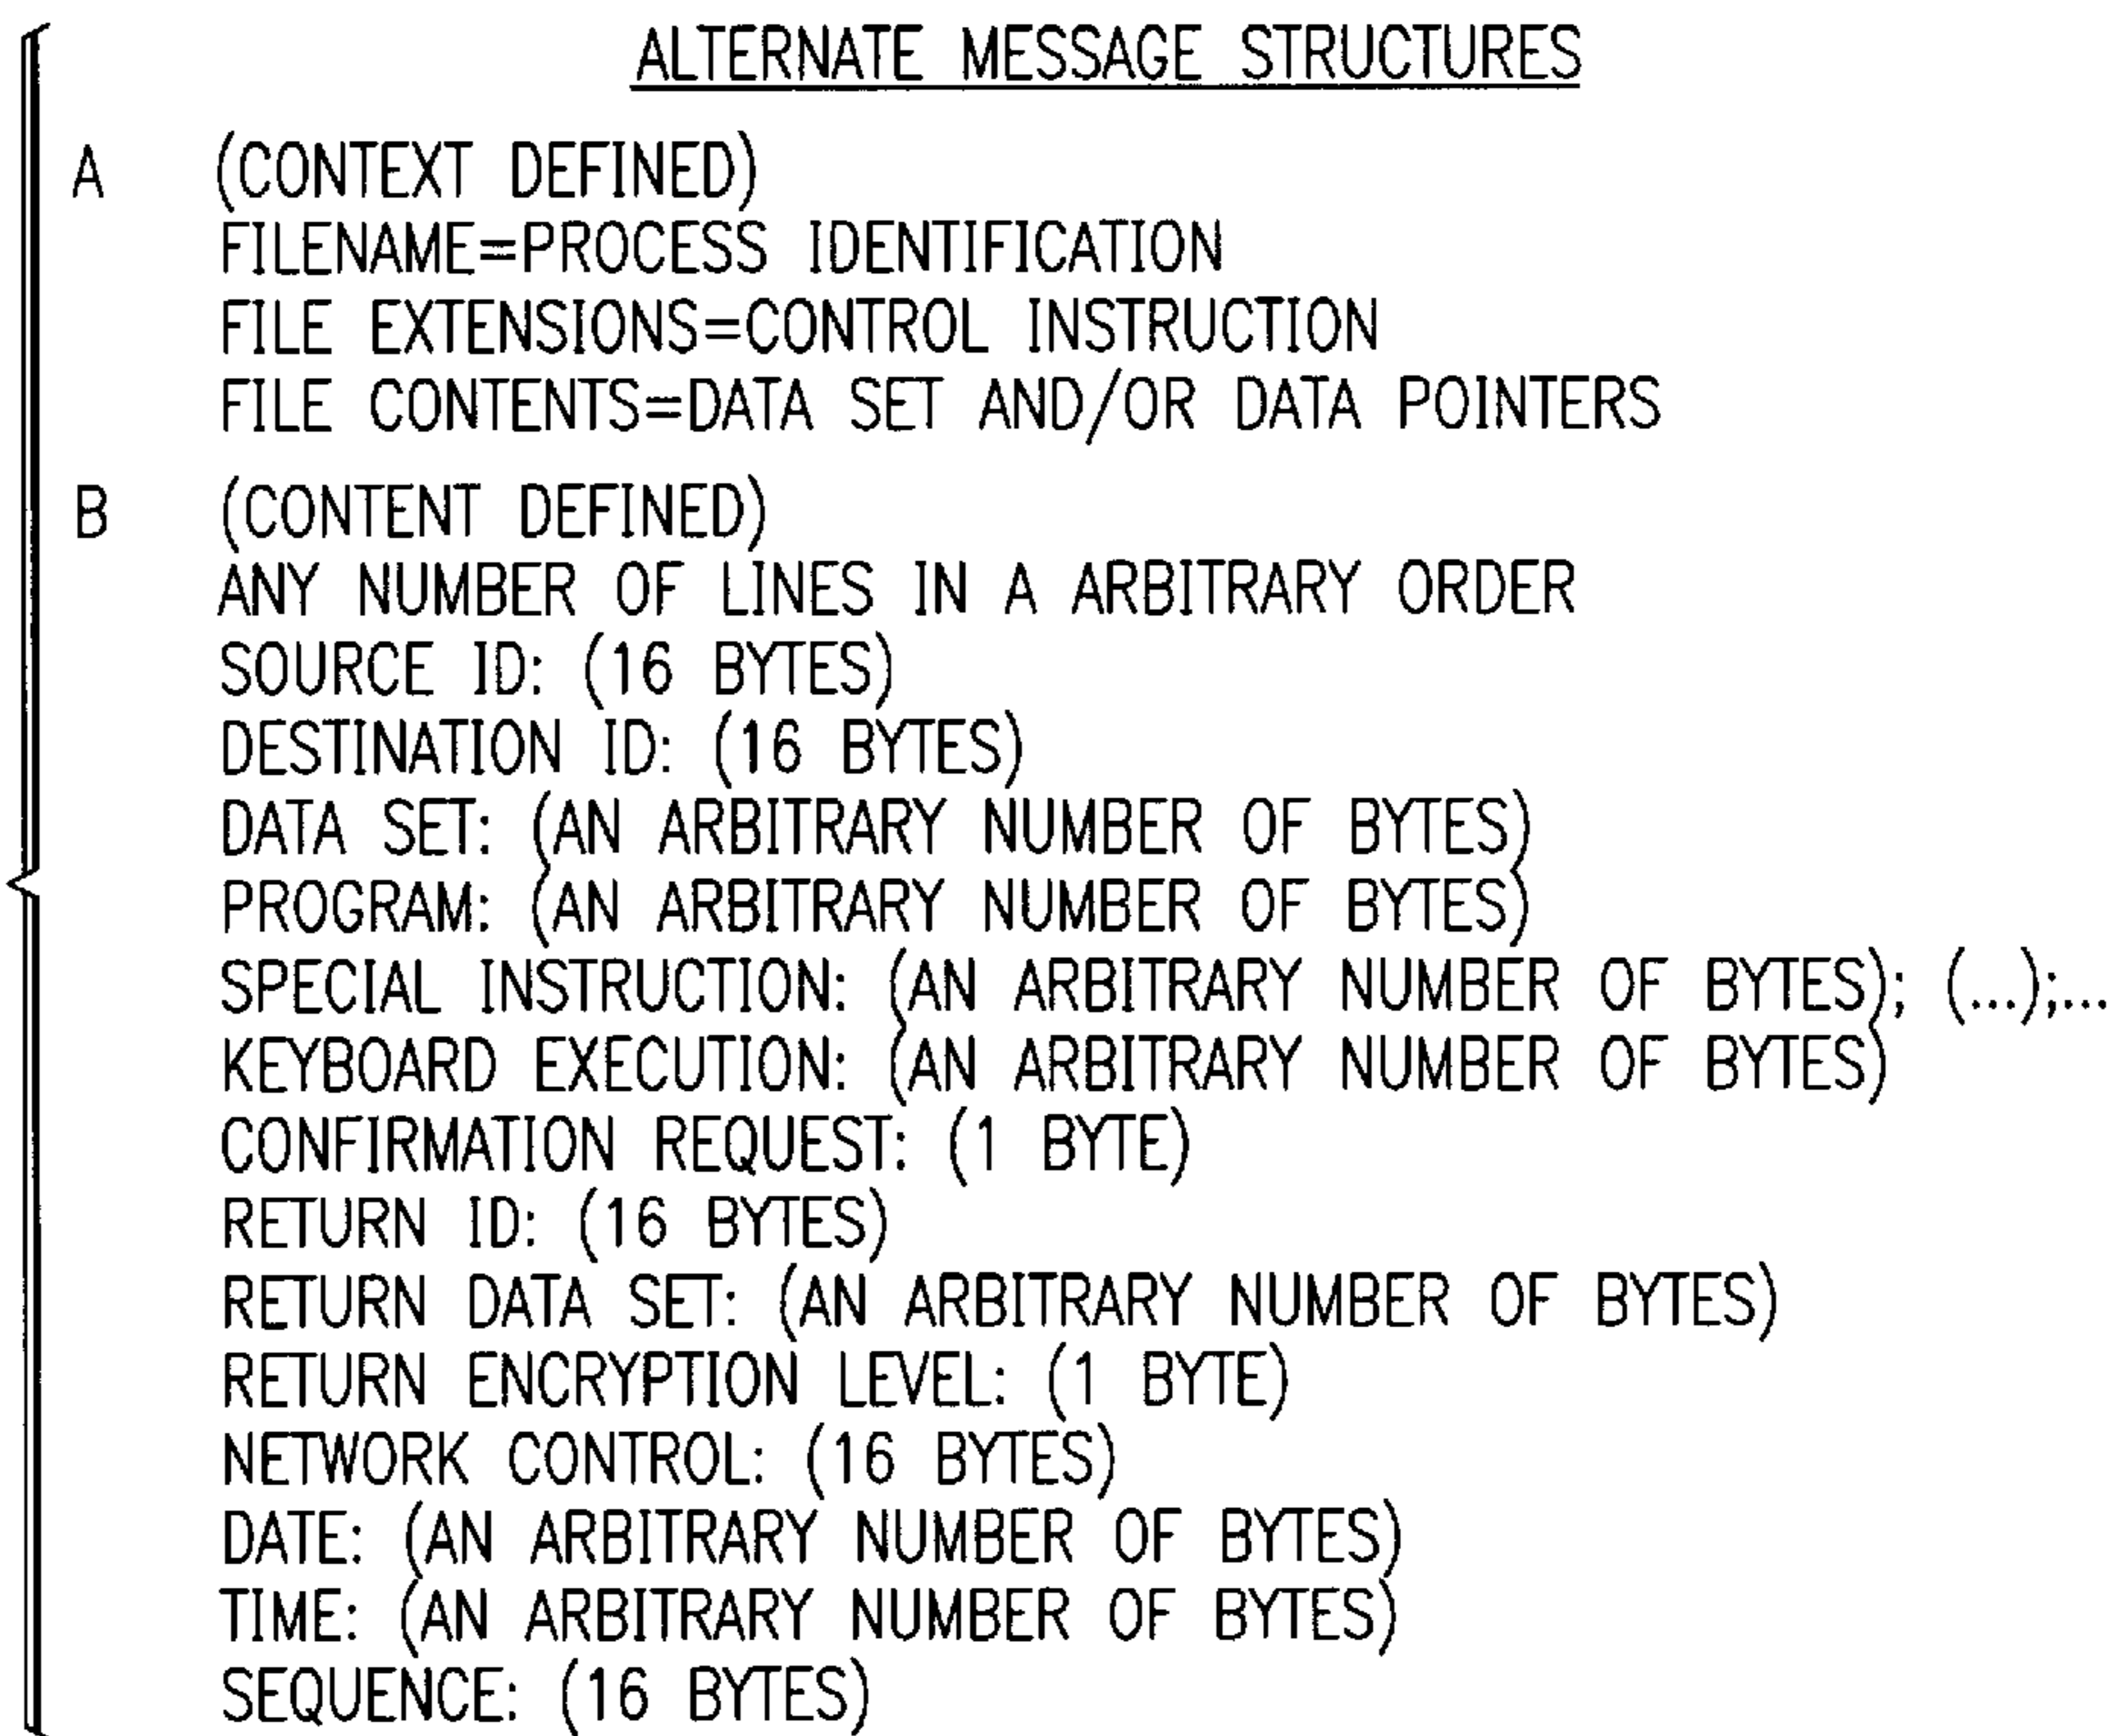 ALTERNATE MESSAGE STRUCTURES
A (CONTEXT DEFINED)
FILENAME=PROCESS IDENTIFICATION
FILE EXTENSIONS=CONTROL INSTRUCTION
FILE CONTENTS=DATA SET AND/OR DATA POINTERS
B (CONTENT DEFINED)
ANY NUMBER OF LINES IN A ARBITRARY ORDER
SOURCE ID: (16 BYTES)
DESTINATION ID: (16 BYTES)
DATA SET: (AN ARBITRARY NUMBER OF BYTES)
PROGRAM: (AN ARBITRARY NUMBER OF BYTES)
SPECIAL INSTRUCTION: (AN ARBITRARY NUMBER OF BYTES); (...);...
KEYBOARD EXECUTION: (AN ARBITRARY NUMBER OF BYTES)
CONFIRMATION REQUEST: (1 BYTE)
RETURN ID: (16 BYTES)
RETURN DATA SET: (AN ARBITRARY NUMBER OF BYTES)
RETURN ENCRYPTION LEVEL: (1 BYTE)
NETWORK CONTROL: (16 BYTES)
DATE: (AN ARBITRARY NUMBER OF BYTES)
TIME: (AN ARBITRARY NUMBER OF BYTES)
SEQUENCE: (16 BYTES)